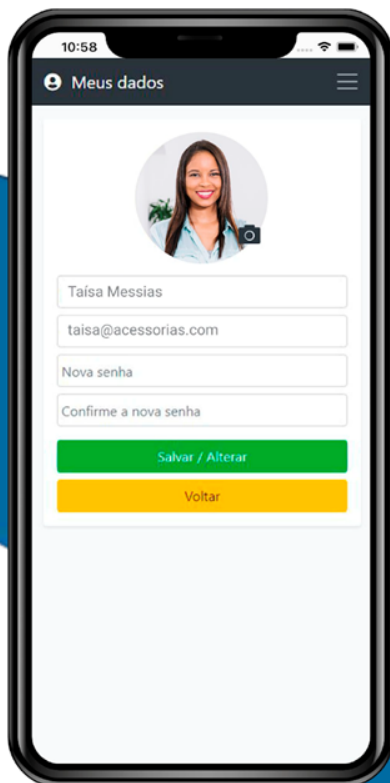 10:58
Meus dados
Taísa Messias
taisa@acessorias.com
Nova senha
Confirme a nova senha
Salvar / Alterar
Voltar